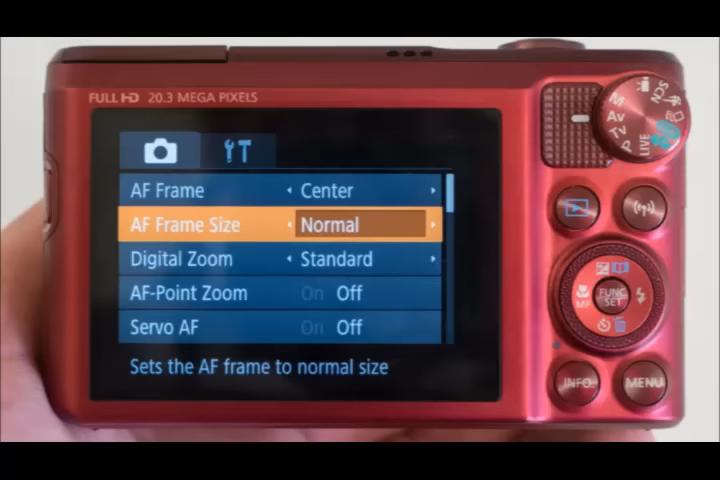 FULL HD 20.3 MEGA PIXELS
AF Frame Center
AF Frame Size Normal
Digital Zoom Standard
AF-Point Zoom On Off
Servo AF On Off
Sets the AF frame to normal size
SCN
M
Av
Tv
P
LIVE
MF
FUNC.
SET
INFO.
MENU